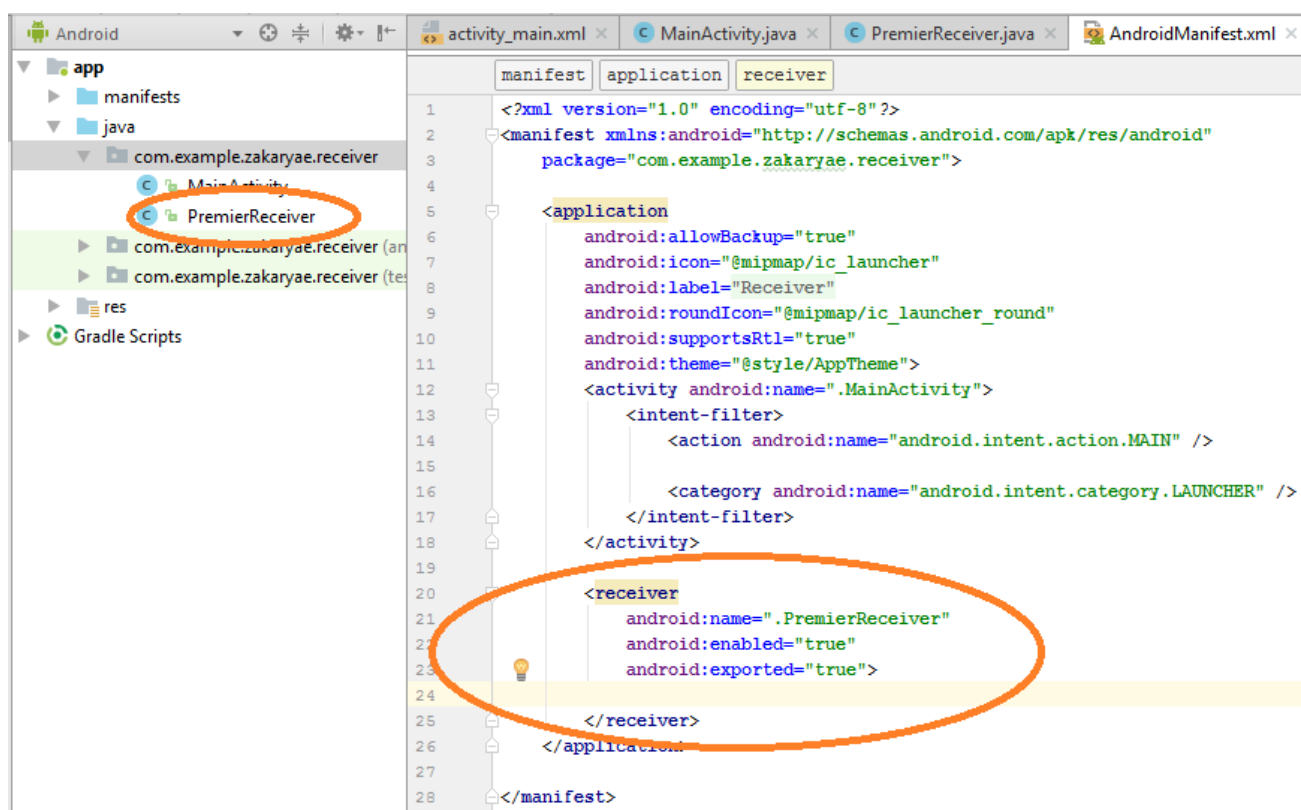 Android
activity_main.xml
MainActivity.java
PremierReceiver.java
AndroidManifest.xml
app
manifests
java
com.example.zakaryae.receiver
MainActivity
PremierReceiver
com.example.zakaryae.receiver (an
com.example.zakaryae.receiver (tes
res
Gradle Scripts
manifest application receiver
1 <?xml version="1.0" encoding="utf-8"?>
2 <manifest xmlns:android="http://schemas.android.com/apk/res/android"
3 package="com.example.zakaryae.receiver">
4
5 <application
6 android:allowBackup="true"
7 android:icon="@mipmap/ic_launcher"
8 android:label="Receiver"
9 android:roundIcon="@mipmap/ic_launcher_round"
10 android:supportsRtl="true"
11 android:theme="@style/AppTheme">
12 <activity android:name=".MainActivity">
13 <intent-filter>
14 <action android:name="android.intent.action.MAIN" />
15
16 <category android:name="android.intent.category.LAUNCHER" />
17 </intent-filter>
18 </activity>
19
20 <receiver
21 android:name=".PremierReceiver"
22 android:enabled="true"
23 android:exported="true">
24
25 </receiver>
26 </application>
27
28 </manifest>